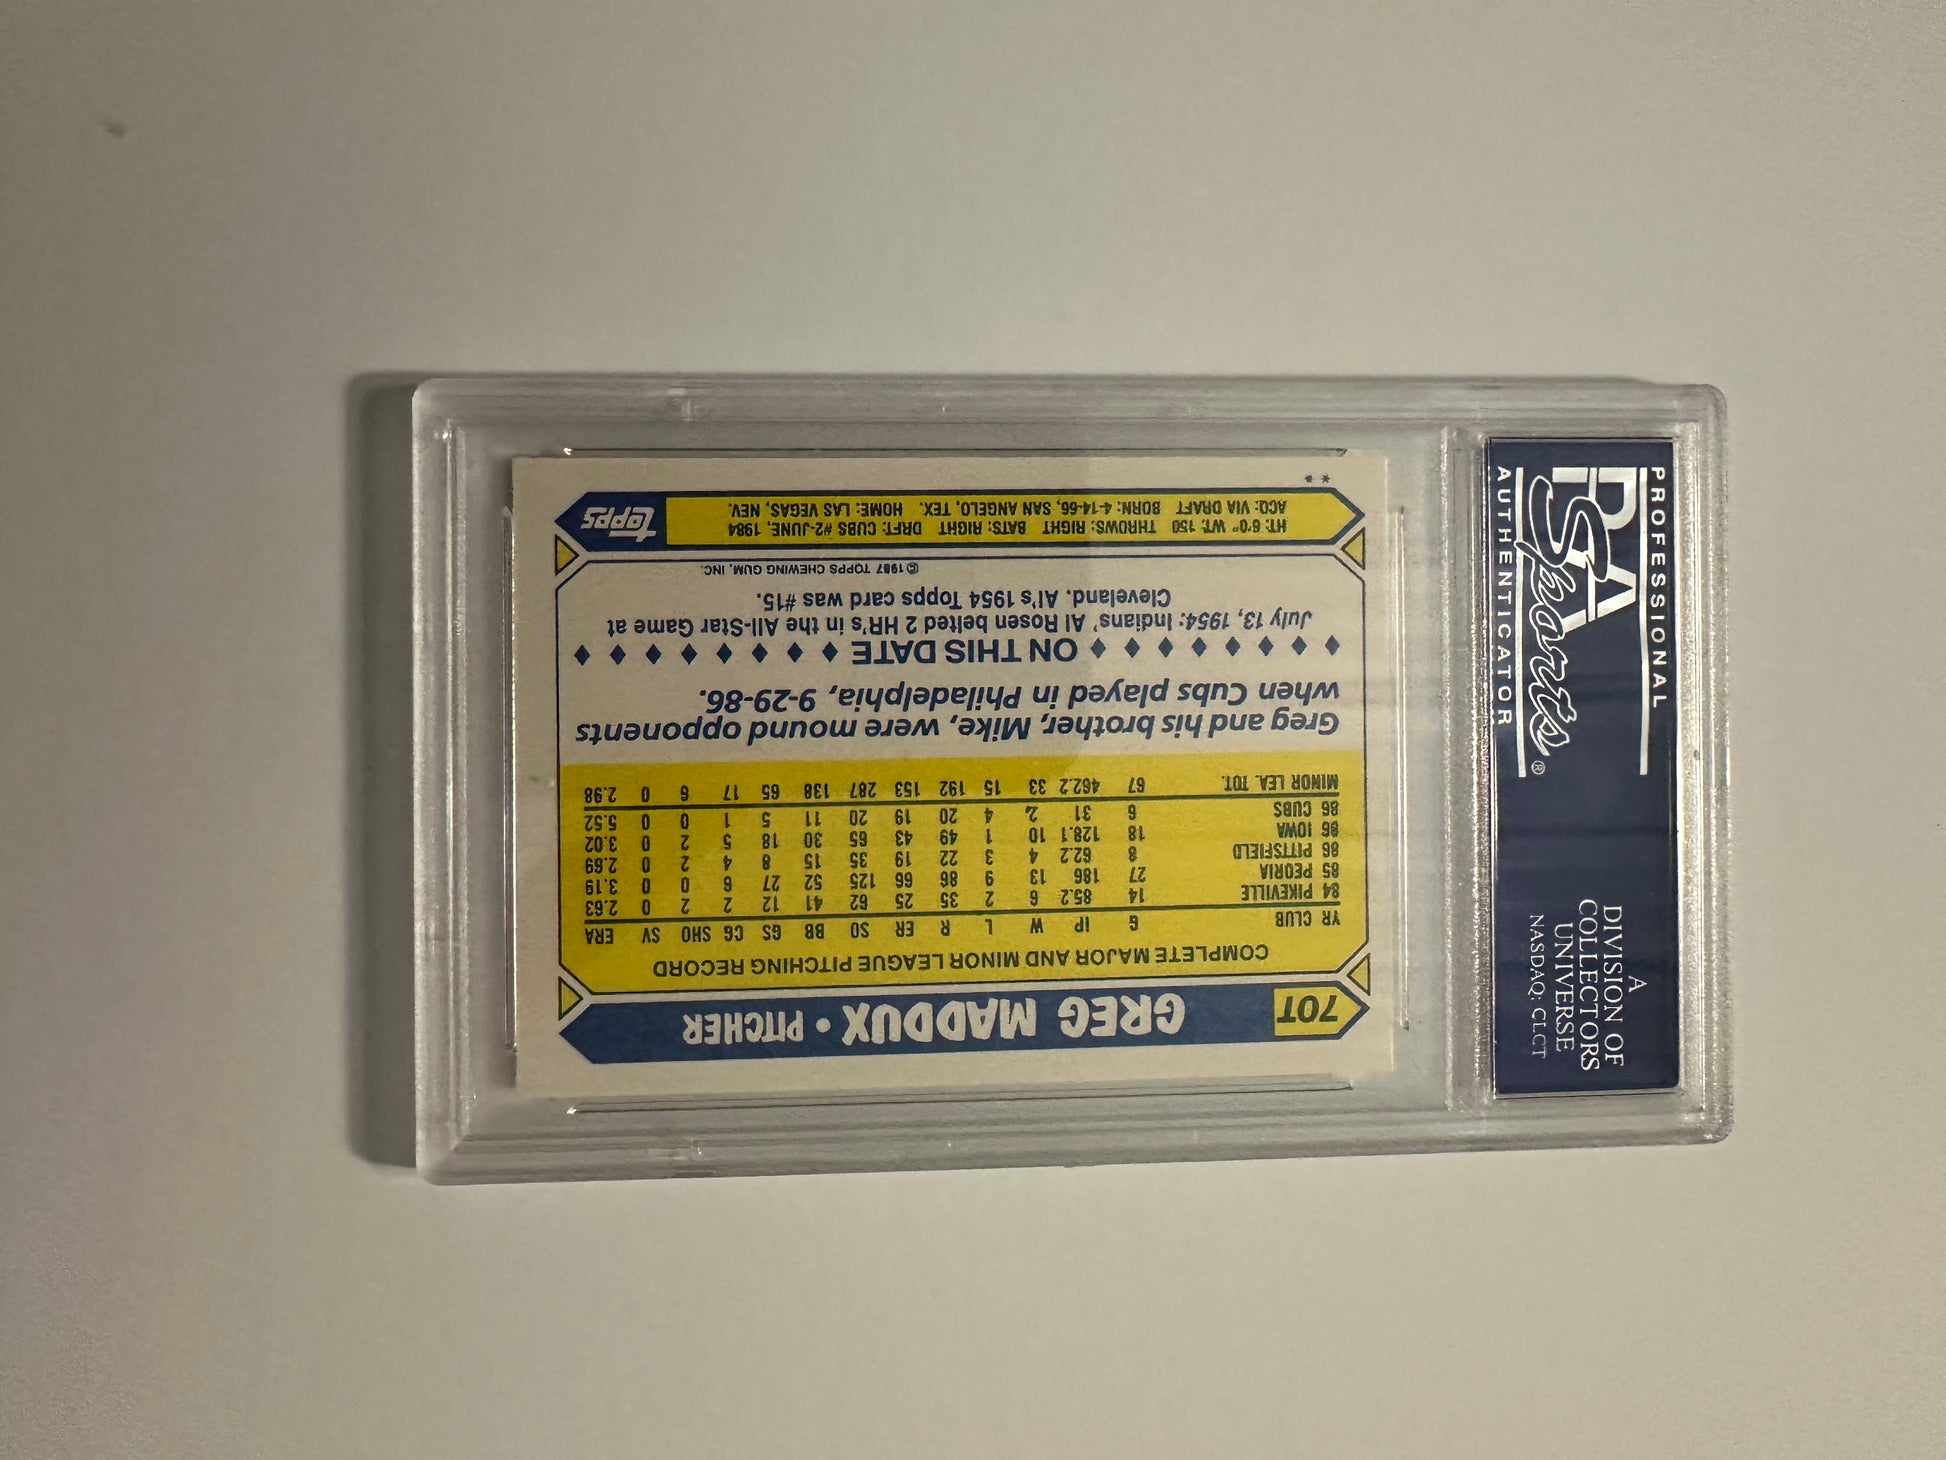 70T GREG MADDUX • PITCHER
COMPLETE MAJOR AND MINOR LEAGUE PITCHING RECORD
YR CLUB G IP W L R ER SO BB GS CG SHO SV ERA
84 PIKEVILLE 14 85.2 6 2 35 25 62 41 12 2 2 0 2.63
85 PEORIA 27 186 13 9 86 66 125 52 27 6 0 0 3.19
86 PITTSFIELD 8 62.2 4 3 22 19 35 15 8 4 2 0 2.69
86 IOWA 18 128.1 10 1 49 43 65 30 18 5 2 0 3.02
86 CUBS 6 31 2 4 20 19 20 11 5 1 0 0 5.52
MINOR LEA. TOT. 67 462.2 33 15 192 153 287 138 65 17 6 0 2.98
Greg and his brother, Mike, were mound opponents
when Cubs played in Philadelphia, 9-29-86.
ON THIS DATE
July 13, 1954: Indians' Al Rosen belted 2 HR's in the All-Star Game at
Cleveland. Al's 1954 Topps card was #15.
© 1987 TOPPS CHEWING GUM, INC.
HT: 6'0" WT: 150 THROWS: RIGHT BATS: RIGHT DRFT: CUBS #2-JUNE, 1984
ACQ: VIA DRAFT BORN: 4-14-66, SAN ANGELO, TEX. HOME: LAS VEGAS, NEV.
topps
**
PROFESSIONAL
PSA
Sports®
AUTHENTICATOR
A
DIVISION OF
COLLECTORS
UNIVERSE
NASDAQ: CLCT